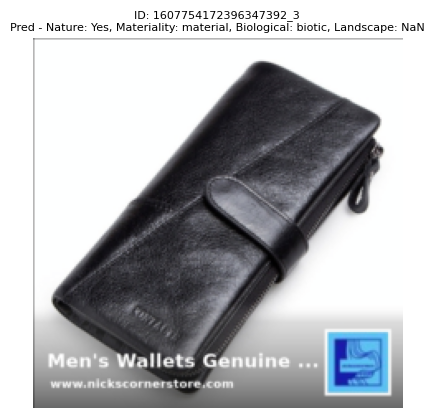 ID: 1607754172396347392_3
Pred - Nature: Yes, Materiality: material, Biological: biotic, Landscape: NaN
Men's Wallets Genuine ...
www.nickscornerstore.com